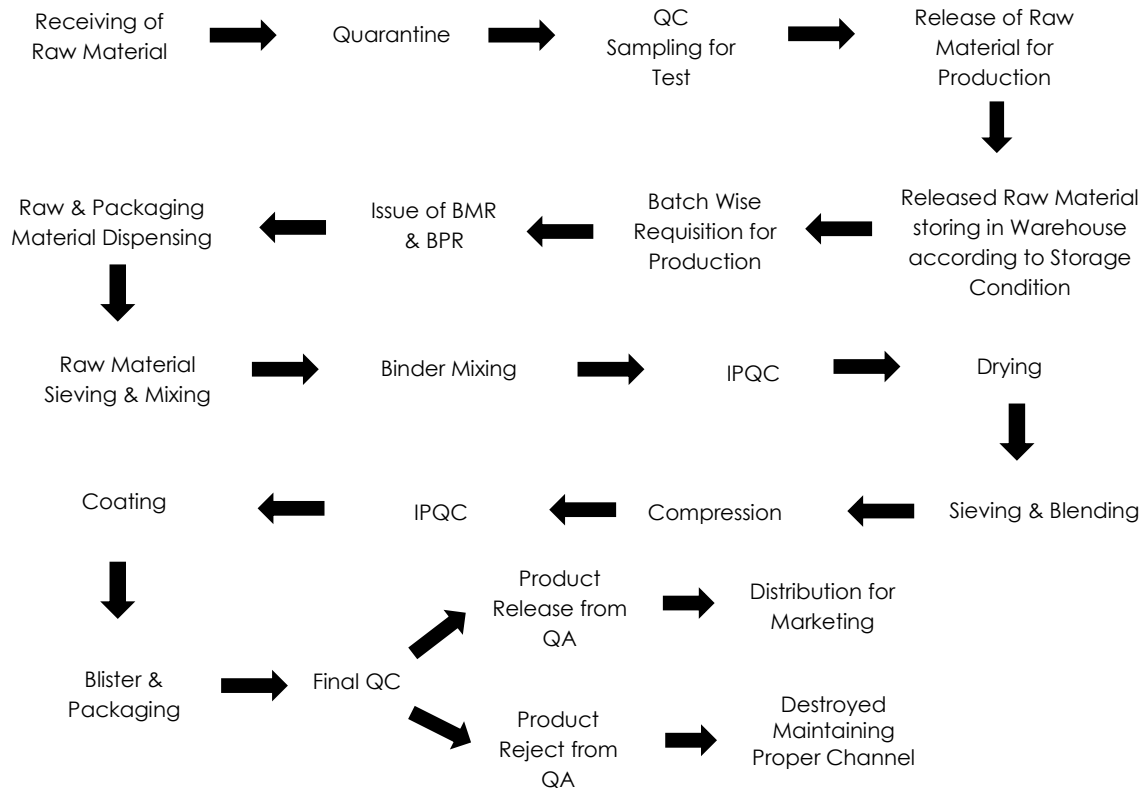 Receiving of
Raw Material
Quarantine
QC
Sampling for
Test
Release of Raw
Material for
Production
Released Raw Material
storing in Warehouse
according to Storage
Condition
Batch Wise
Requisition for
Production
Issue of BMR
& BPR
Raw & Packaging
Material Dispensing
Raw Material
Sieving & Mixing
Binder Mixing
IPQC
Drying
Sieving & Blending
Compression
IPQC
Coating
Blister &
Packaging
Final QC
Product
Release from
QA
Distribution for
Marketing
Product
Reject from
QA
Destroyed
Maintaining
Proper Channel